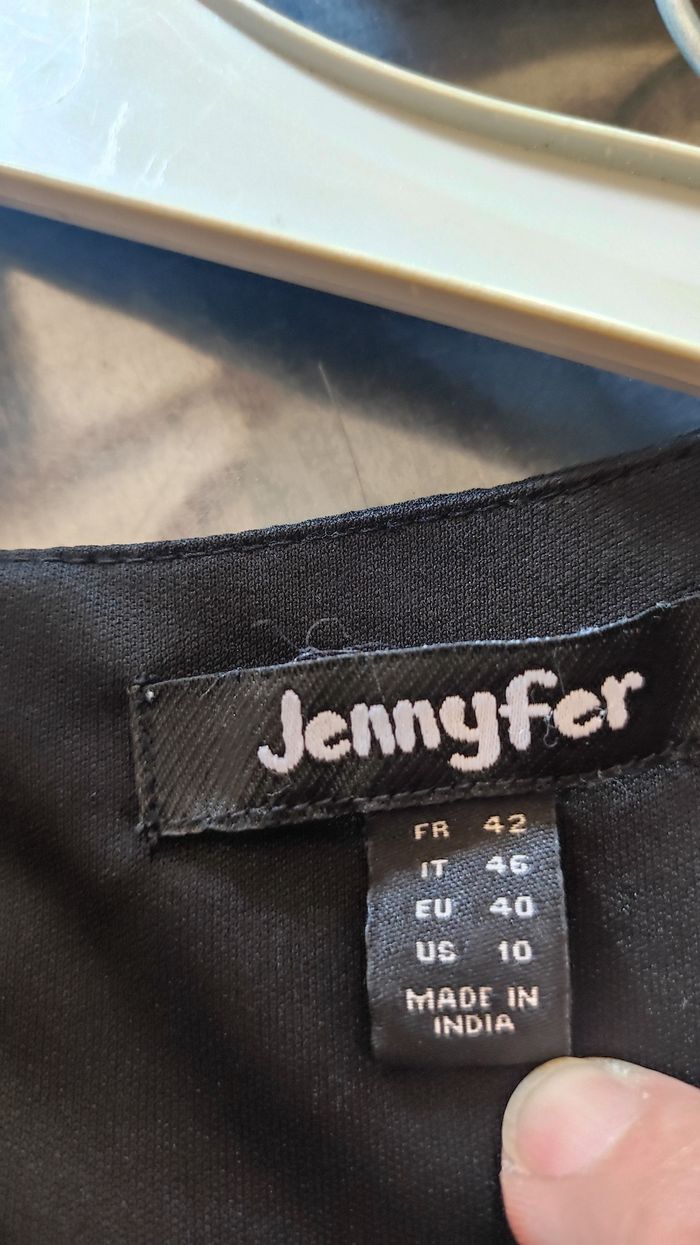 Jennyfer
FR 42
IT 46
EU 40
US 10
MADE IN
INDIA